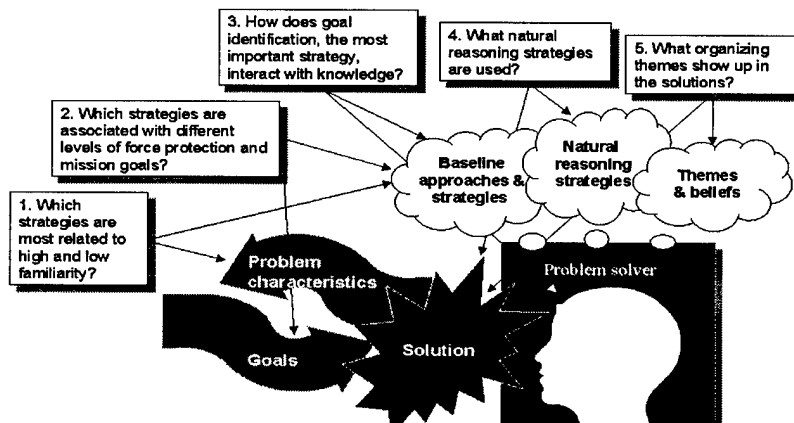 3. How does goal
identification, the most
important strategy,
interact with knowledge?
4. What natural
reasoning strategies
are used?
5. What organizing
themes show up in
the solutions?
2. Which strategies are
associated with different
levels of force protection and
mission goals?
1. Which
strategies are
most related to
high and low
familiarity?
Baseline
approaches &
strategies
Natural
reasoning
strategies
Themes
& beliefs
Problem
characteristics
Problem solver
Goals
Solution